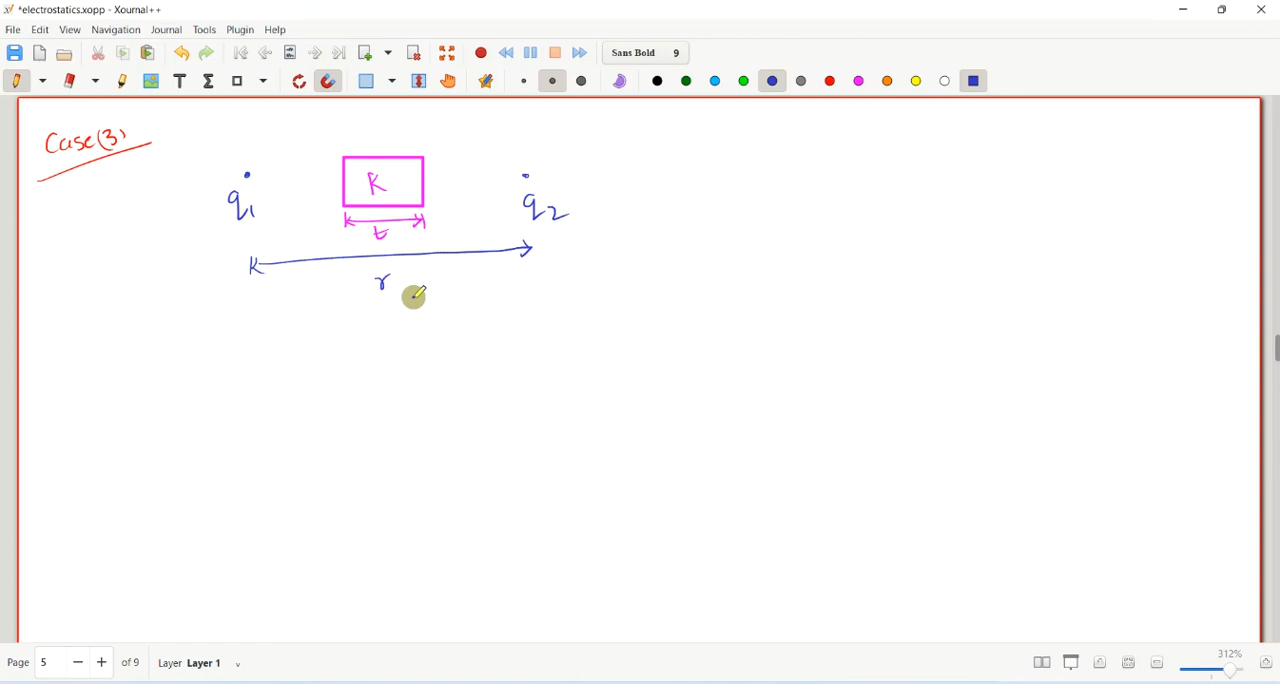 *electrostatics.xopp - Xournal++
File Edit View Navigation Journal Tools Plugin Help
Sans Bold 9
Case(3)
K
q1
q2
t
r
312%
Page 5 of 9 Layer Layer 1